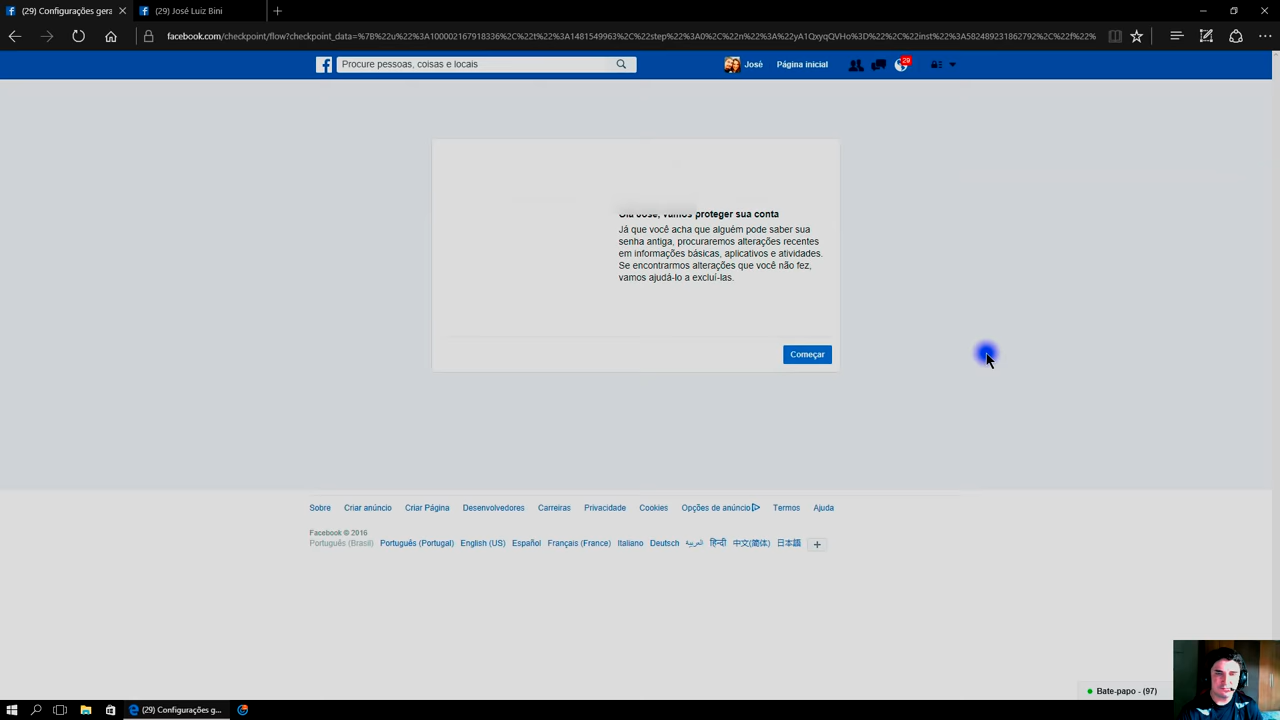 (29) Configurações gera
(29) José Luiz Bini
facebook.com/checkpoint/flow?checkpoint_data=%7B%22u%22%3A100002167918336%2C%22t%22%3A1481549963%2C%22step%22%3A0%2C%22n%22%3A%22yA1QxyqQVHo%3D%22%2C%22inst%22%3A582489231862792%2C%22f%22%
Procure pessoas, coisas e locais
José
Página inicial
29
Olá José, vamos proteger sua conta
Já que você acha que alguém pode saber sua
senha antiga, procuraremos alterações recentes
em informações básicas, aplicativos e atividades.
Se encontrarmos alterações que você não fez,
vamos ajudá-lo a excluí-las.
Começar
Sobre Criar anúncio Criar Página Desenvolvedores Carreiras Privacidade Cookies Opções de anúncio Termos Ajuda
Facebook © 2016
Português (Brasil) Português (Portugal) English (US) Español Français (France) Italiano Deutsch العربية हिन्दी 中文(简体) 日本語
Bate-papo - (97)
(29) Configurações g...